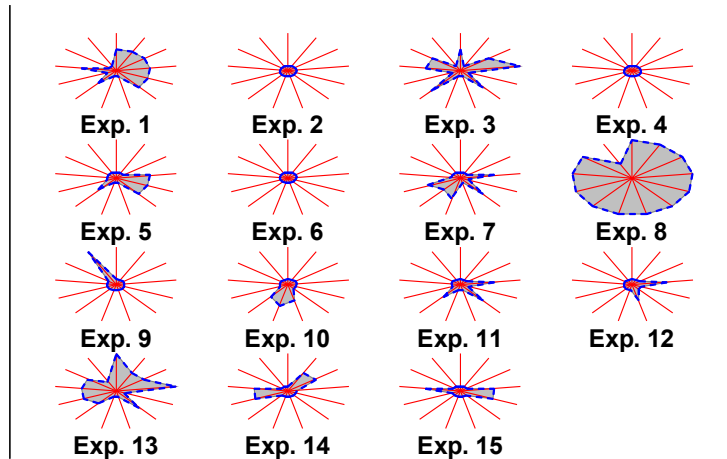 Exp. 1 Exp. 2 Exp. 3 Exp. 4
Exp. 5 Exp. 6 Exp. 7 Exp. 8
Exp. 9 Exp. 10 Exp. 11 Exp. 12
Exp. 13 Exp. 14 Exp. 15